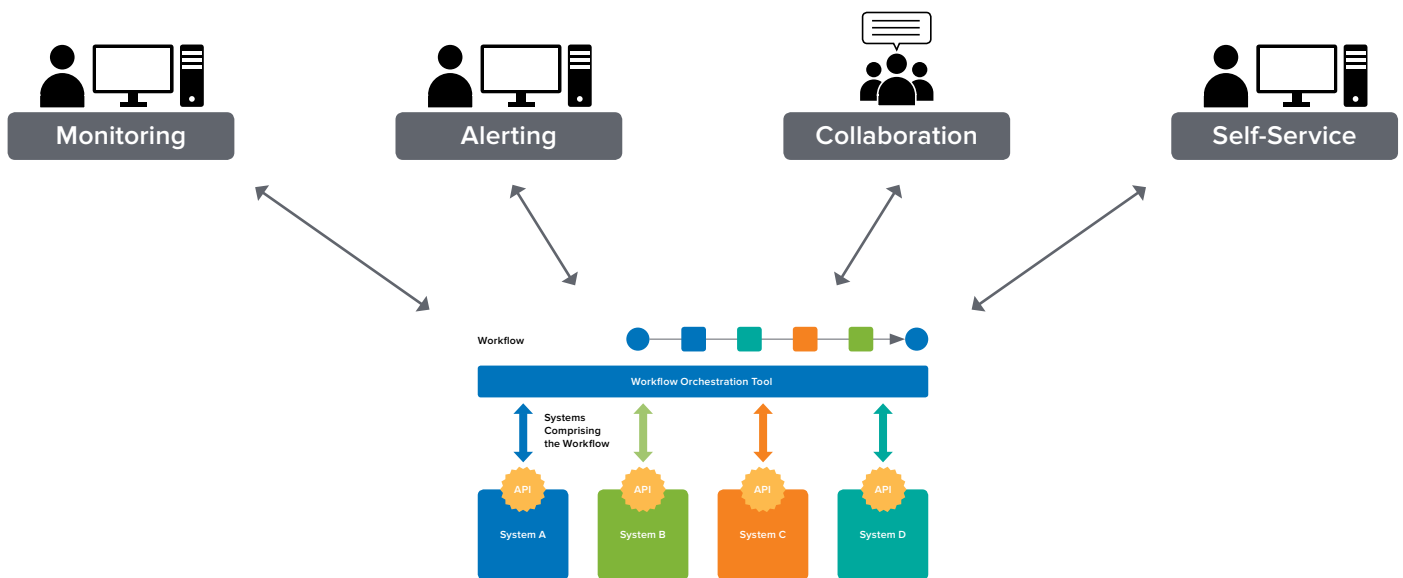 Monitoring
Alerting
Collaboration
Self-Service
Workflow
Workflow Orchestration Tool
Systems
Comprising
the Workflow
API
API
API
API
System A
System B
System C
System D